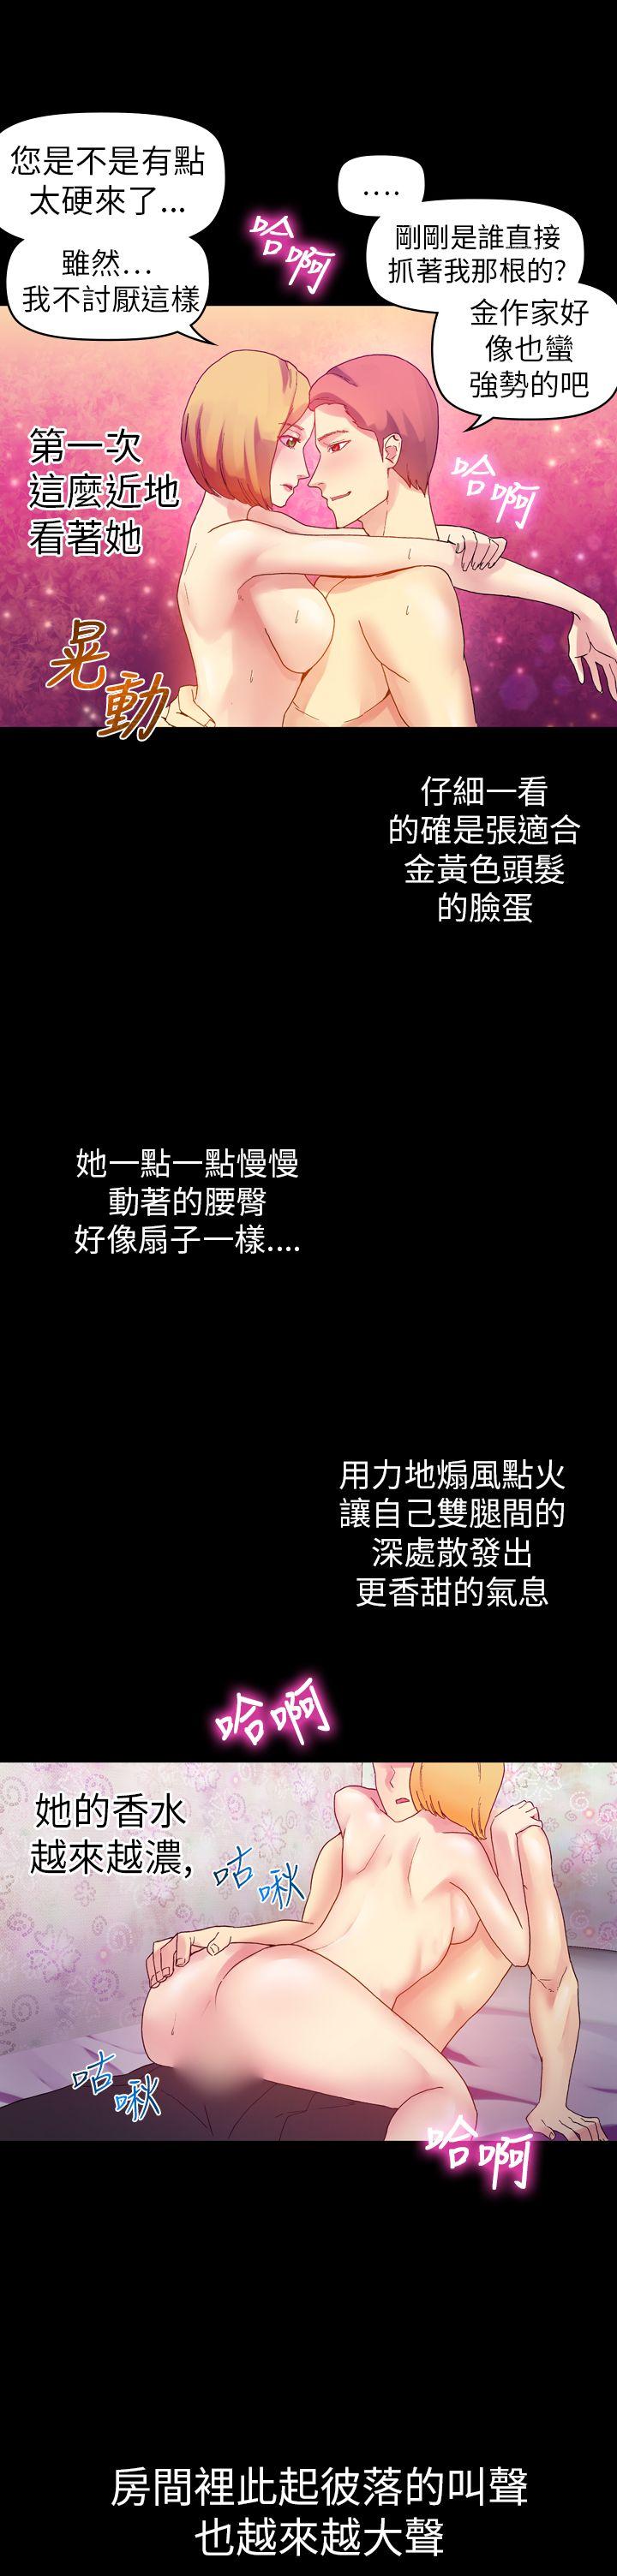 您是不是有點
太硬來了...
雖然...
我不討厭這樣
....
哈啊
剛剛是誰直接
抓著我那根的?
金作家好
像也蠻
強勢的吧
第一次
這麼近地
看著她
哈啊
晃動
仔細一看
的確是張適合
金黃色頭髮
的臉蛋
她一點一點慢慢
動著的腰臀
好像扇子一樣....
用力地煽風點火
讓自己雙腿間的
深處散發出
更香甜的氣息
哈啊
她的香水
越來越濃,
咕啾
咕啾
哈啊
房間裡此起彼落的叫聲
也越來越大聲